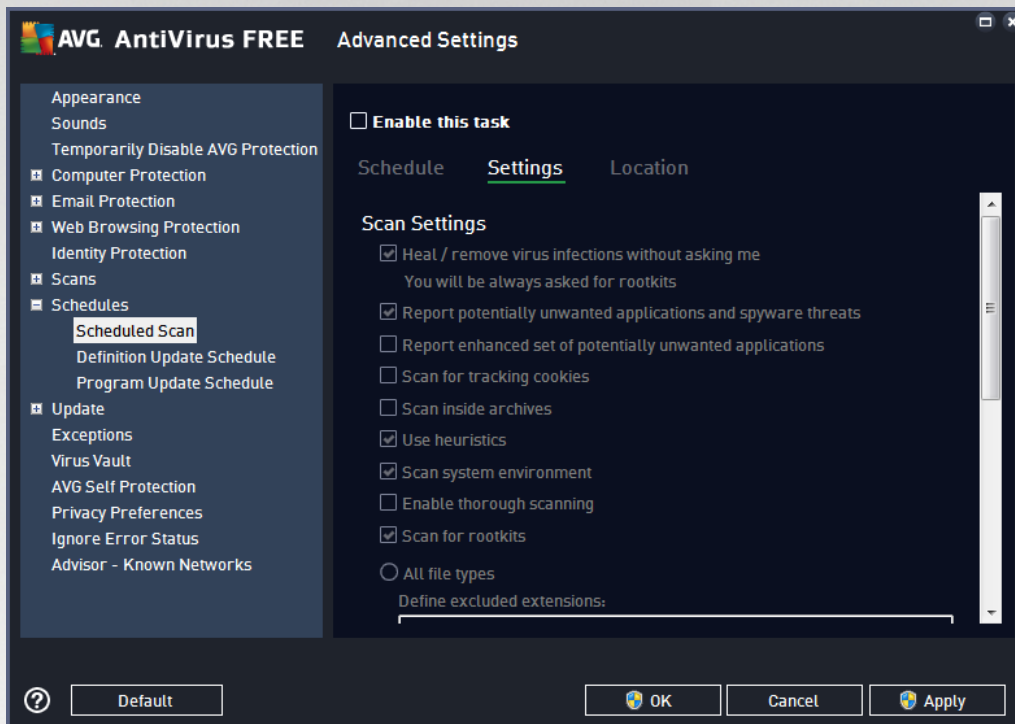 AVG AntiVirus FREE Advanced Settings
Appearance
Sounds
Temporarily Disable AVG Protection
Computer Protection
Email Protection
Web Browsing Protection
Identity Protection
Scans
Schedules
Scheduled Scan
Definition Update Schedule
Program Update Schedule
Update
Exceptions
Virus Vault
AVG Self Protection
Privacy Preferences
Ignore Error Status
Advisor - Known Networks
Enable this task
Schedule Settings Location
Scan Settings
Heal / remove virus infections without asking me
You will be always asked for rootkits
Report potentially unwanted applications and spyware threats
Report enhanced set of potentially unwanted applications
Scan for tracking cookies
Scan inside archives
Use heuristics
Scan system environment
Enable thorough scanning
Scan for rootkits
All file types
Define excluded extensions:
? Default OK Cancel Apply